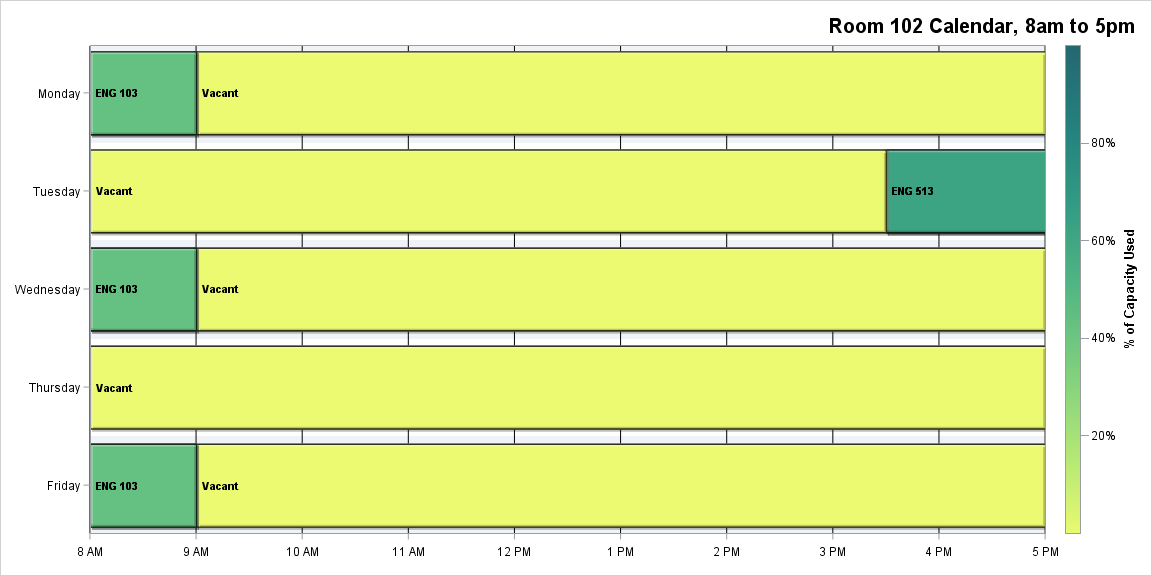 Room 102 Calendar, 8am to 5pm
Monday
ENG 103
Vacant
Tuesday
Vacant
ENG 513
Wednesday
ENG 103
Vacant
Thursday
Vacant
Friday
ENG 103
Vacant
8 AM
9 AM
10 AM
11 AM
12 PM
1 PM
2 PM
3 PM
4 PM
5 PM
80%
60%
40%
20%
% of Capacity Used